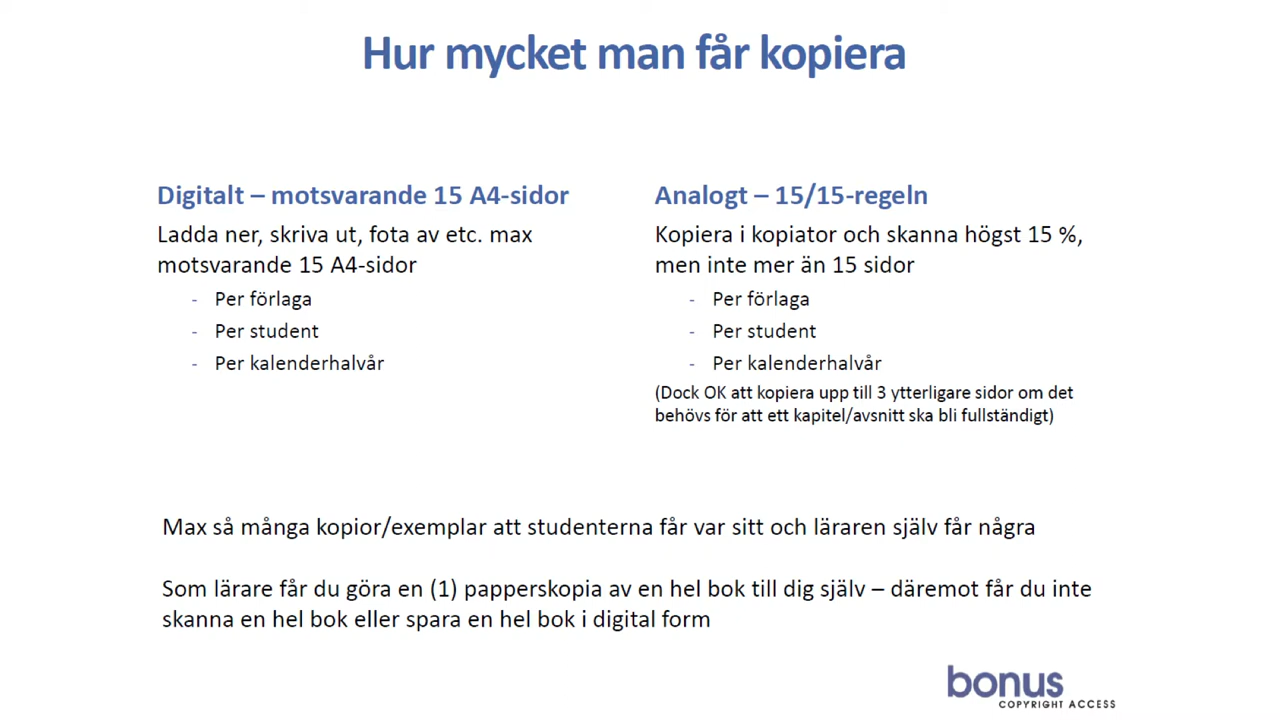 Hur mycket man får kopiera
Digitalt – motsvarande 15 A4-sidor
Ladda ner, skriva ut, fota av etc. max
motsvarande 15 A4-sidor
- Per förlaga
- Per student
- Per kalenderhalvår
Analogt – 15/15-regeln
Kopiera i kopiator och skanna högst 15 %,
men inte mer än 15 sidor
- Per förlaga
- Per student
- Per kalenderhalvår
(Dock OK att kopiera upp till 3 ytterligare sidor om det
behövs för att ett kapitel/avsnitt ska bli fullständigt)
Max så många kopior/exemplar att studenterna får var sitt och läraren själv får några
Som lärare får du göra en (1) papperskopia av en hel bok till dig själv – däremot får du inte
skanna en hel bok eller spara en hel bok i digital form
bonus
COPYRIGHT ACCESS